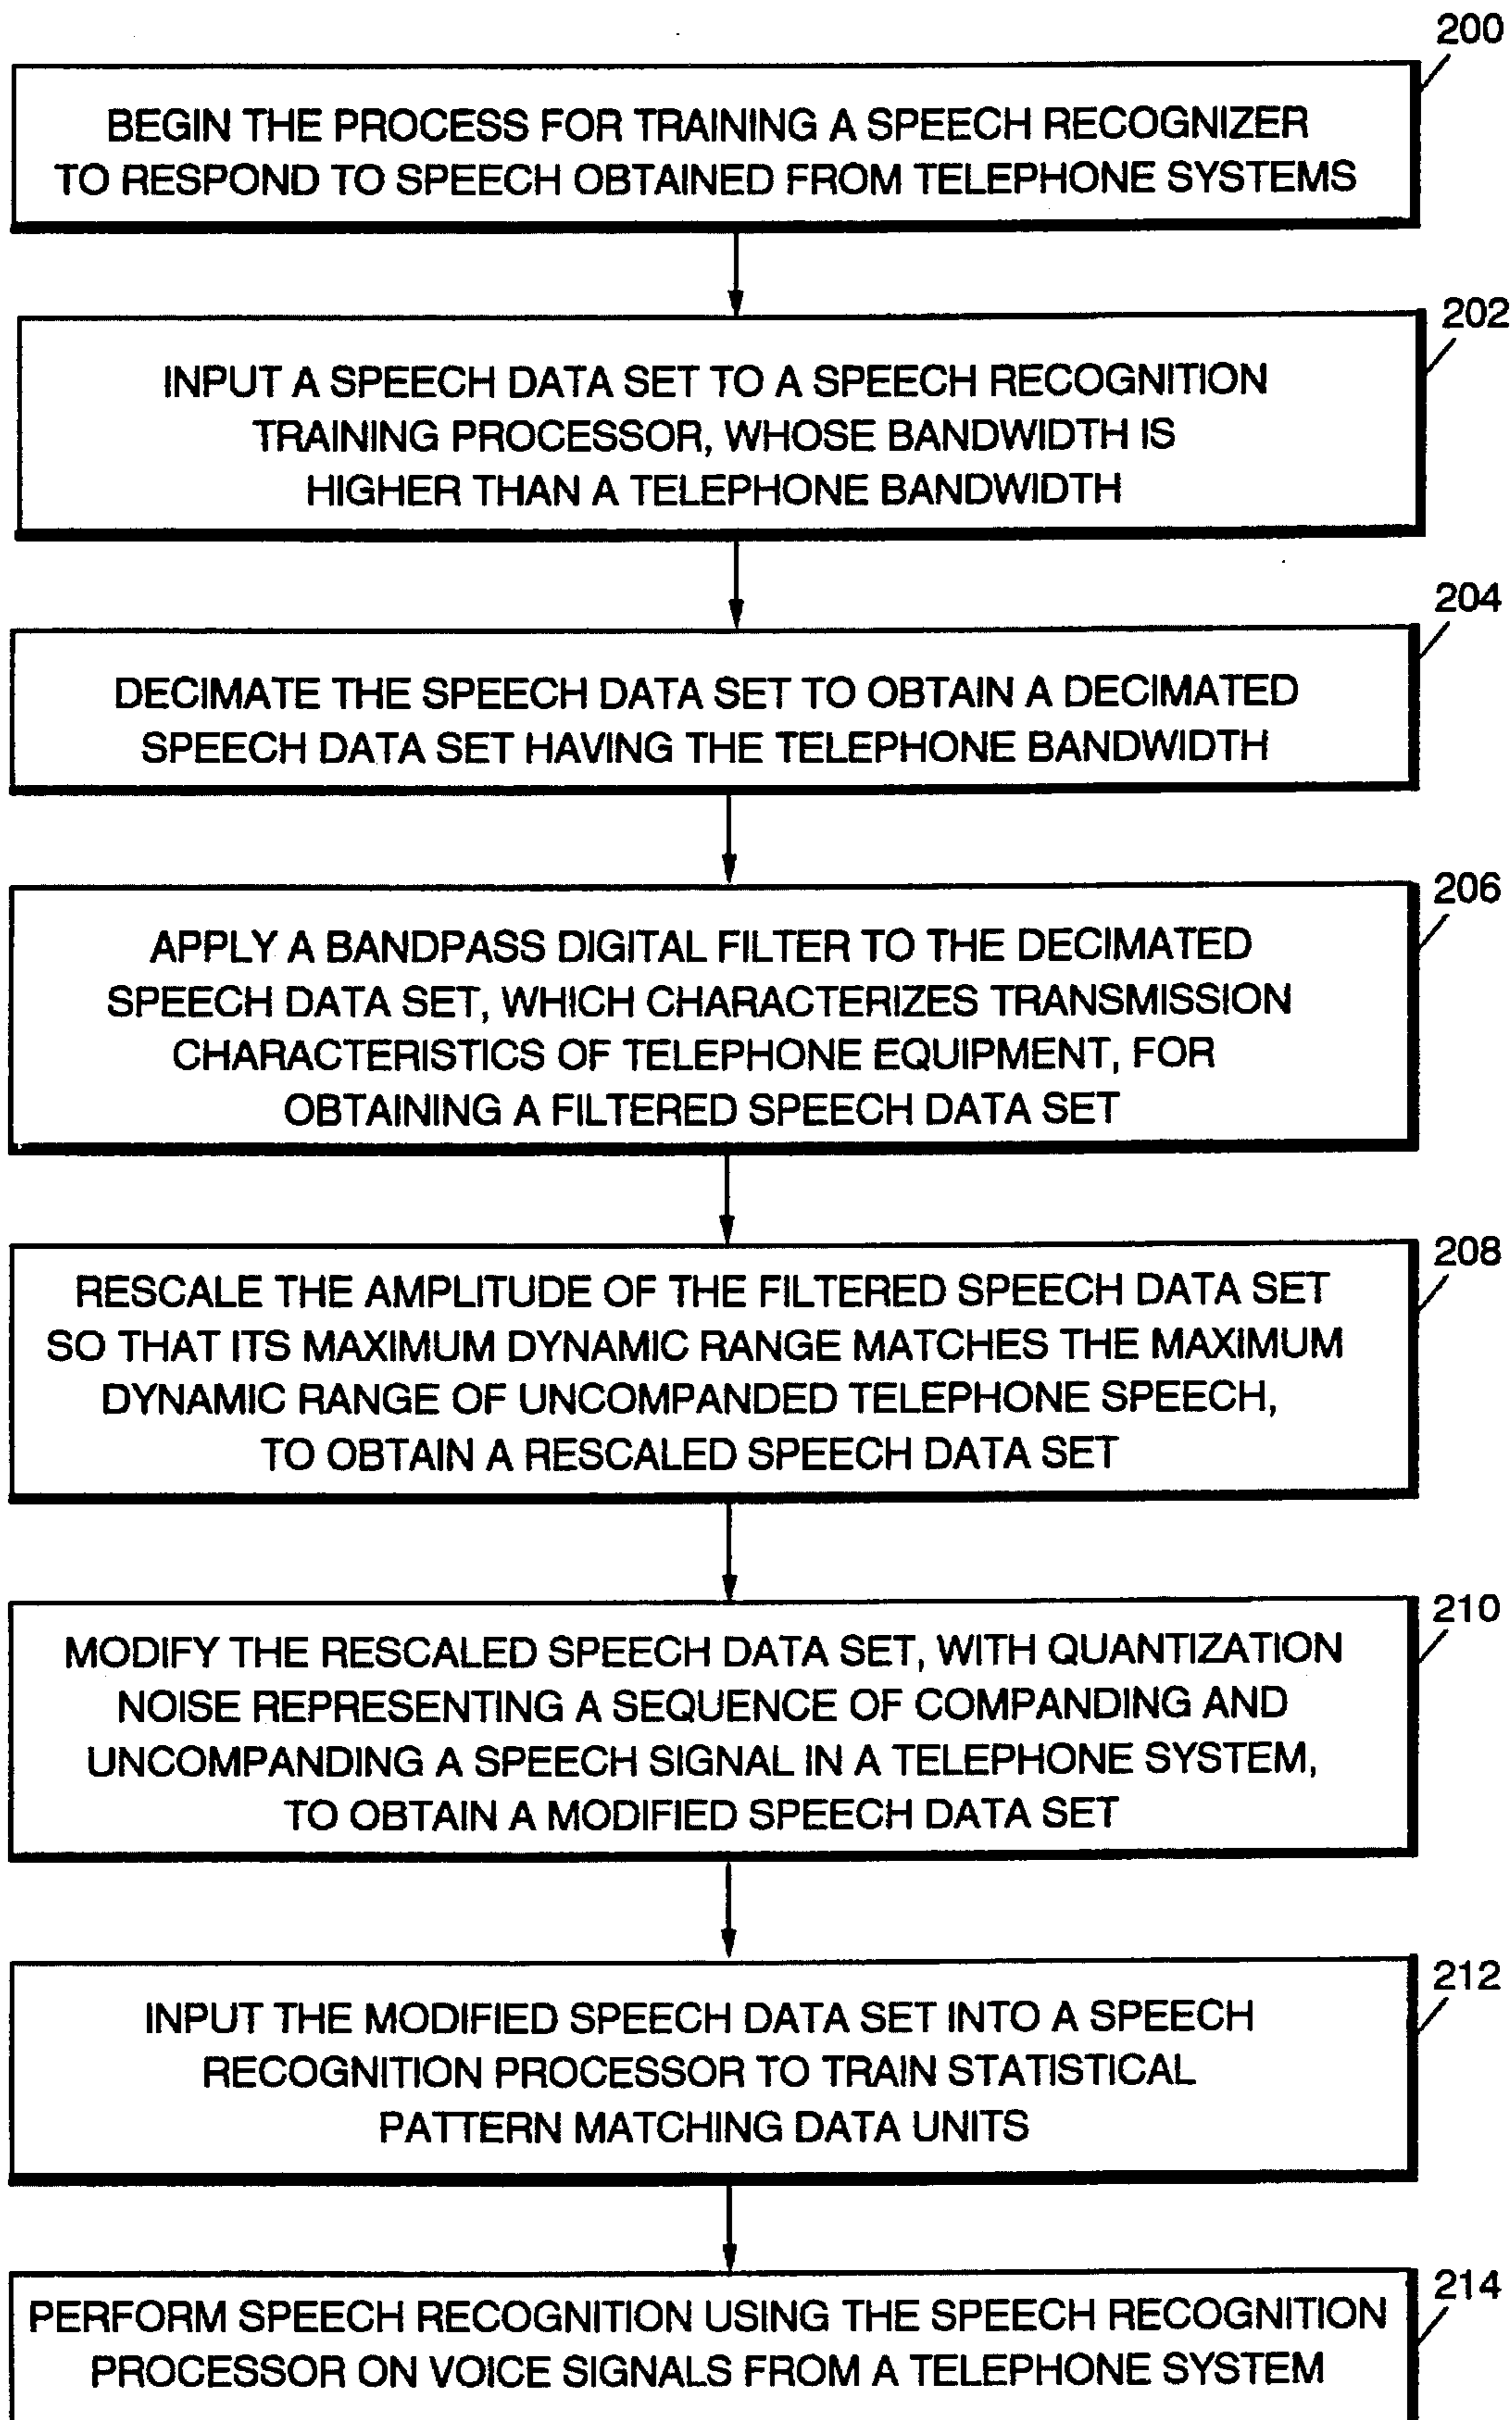 200
BEGIN THE PROCESS FOR TRAINING A SPEECH RECOGNIZER
TO RESPOND TO SPEECH OBTAINED FROM TELEPHONE SYSTEMS
202
INPUT A SPEECH DATA SET TO A SPEECH RECOGNITION
TRAINING PROCESSOR, WHOSE BANDWIDTH IS
HIGHER THAN A TELEPHONE BANDWIDTH
204
DECIMATE THE SPEECH DATA SET TO OBTAIN A DECIMATED
SPEECH DATA SET HAVING THE TELEPHONE BANDWIDTH
206
APPLY A BANDPASS DIGITAL FILTER TO THE DECIMATED
SPEECH DATA SET, WHICH CHARACTERIZES TRANSMISSION
CHARACTERISTICS OF TELEPHONE EQUIPMENT, FOR
OBTAINING A FILTERED SPEECH DATA SET
208
RESCALE THE AMPLITUDE OF THE FILTERED SPEECH DATA SET
SO THAT ITS MAXIMUM DYNAMIC RANGE MATCHES THE MAXIMUM
DYNAMIC RANGE OF UNCOMPANDED TELEPHONE SPEECH,
TO OBTAIN A RESCALED SPEECH DATA SET
210
MODIFY THE RESCALED SPEECH DATA SET, WITH QUANTIZATION
NOISE REPRESENTING A SEQUENCE OF COMPANDING AND
UNCOMPANDING A SPEECH SIGNAL IN A TELEPHONE SYSTEM,
TO OBTAIN A MODIFIED SPEECH DATA SET
212
INPUT THE MODIFIED SPEECH DATA SET INTO A SPEECH
RECOGNITION PROCESSOR TO TRAIN STATISTICAL
PATTERN MATCHING DATA UNITS
214
PERFORM SPEECH RECOGNITION USING THE SPEECH RECOGNITION
PROCESSOR ON VOICE SIGNALS FROM A TELEPHONE SYSTEM